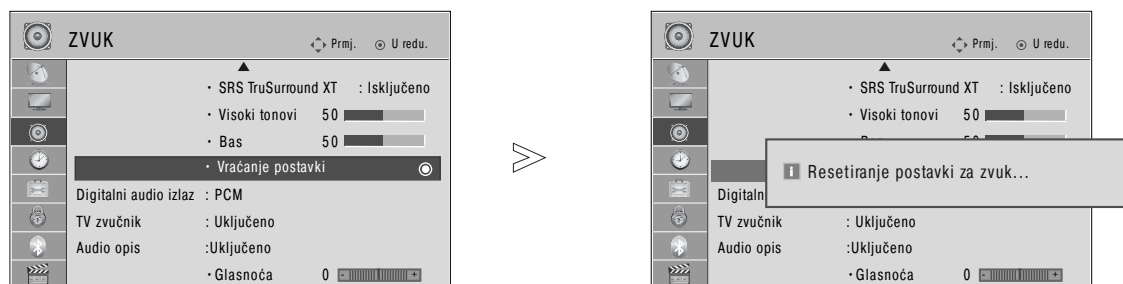 ZVUK
Prmj. U redu.
• SRS TruSurround XT : Isključeno
• Visoki tonovi 50
• Bas 50
• Vraćanje postavki
Digitalni audio izlaz : PCM
TV zvučnik : Uključeno
Audio opis :Uključeno
•Glasnoća 0 - +
ZVUK
Prmj. U redu.
• SRS TruSurround XT : Isključeno
• Visoki tonovi 50
i Resetiranje postavki za zvuk...
TV zvučnik : Uključeno
Audio opis :Uključeno
•Glasnoća 0 - +